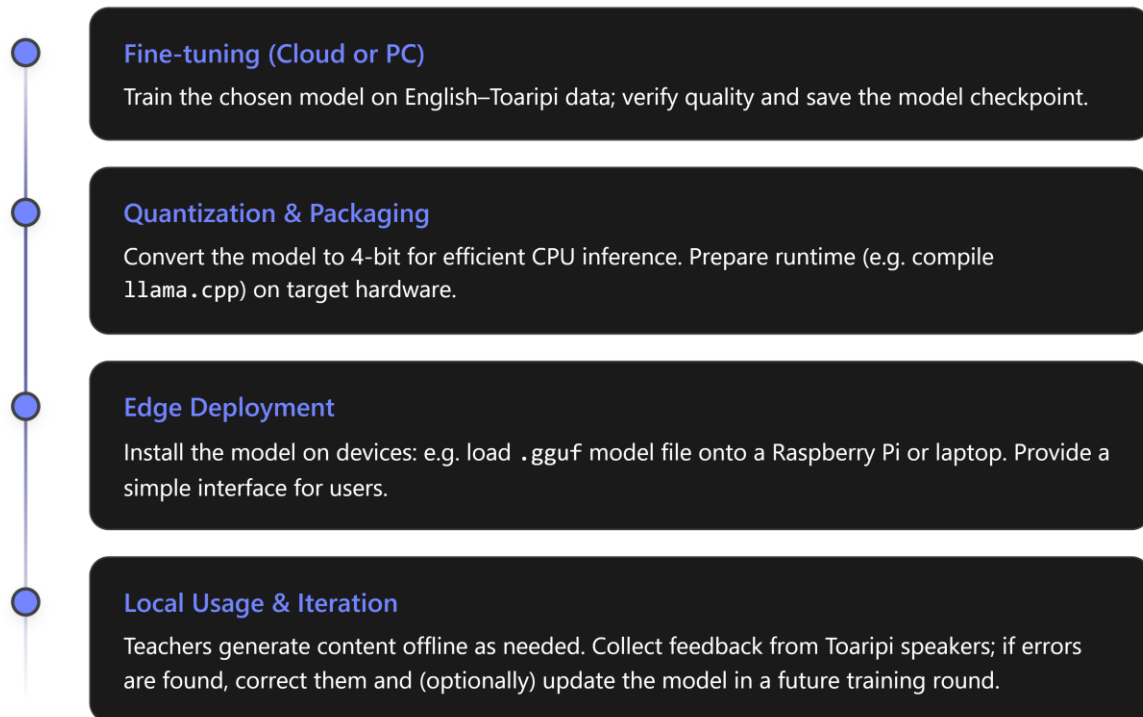 Fine-tuning (Cloud or PC)
Train the chosen model on English–Toaripi data; verify quality and save the model checkpoint.
Quantization & Packaging
Convert the model to 4-bit for efficient CPU inference. Prepare runtime (e.g. compile
llama.cpp) on target hardware.
Edge Deployment
Install the model on devices: e.g. load .gguf model file onto a Raspberry Pi or laptop. Provide a
simple interface for users.
Local Usage & Iteration
Teachers generate content offline as needed. Collect feedback from Toaripi speakers; if errors
are found, correct them and (optionally) update the model in a future training round.